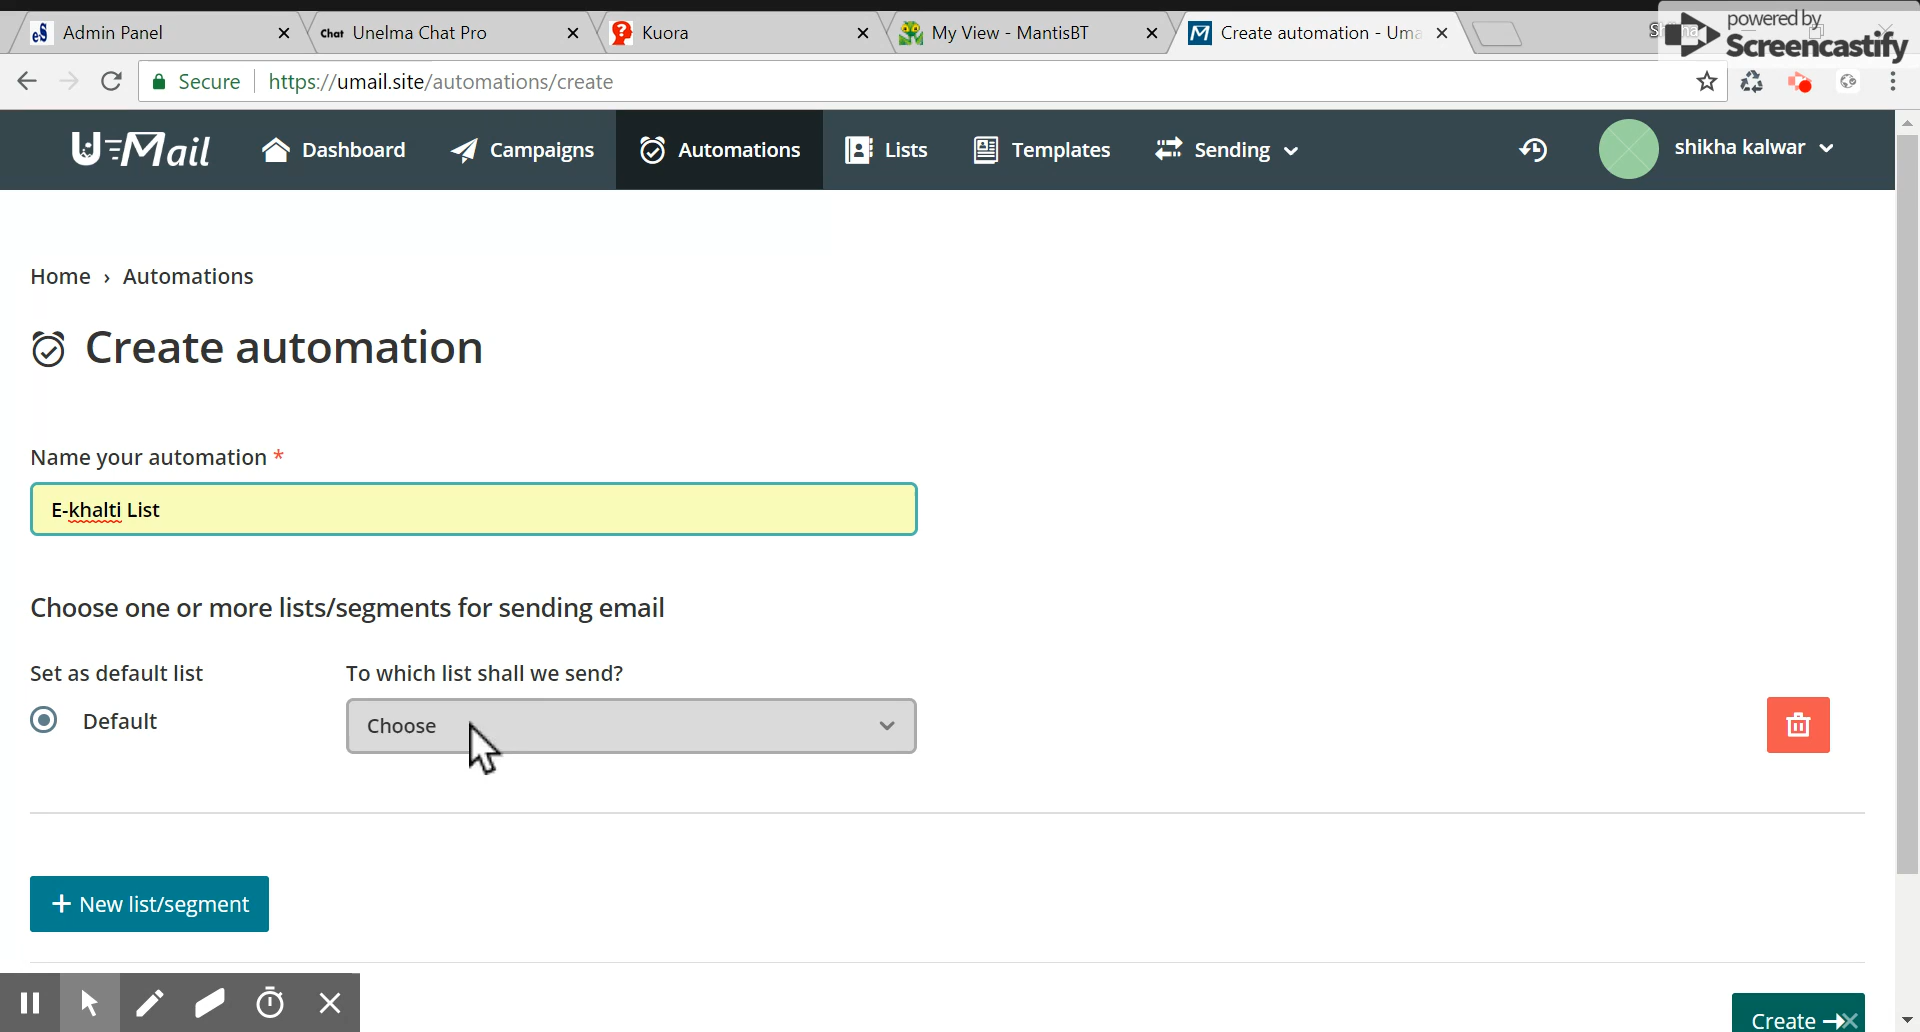 Admin Panel
Chat Unelma Chat Pro
Kuora
My View - MantisBT
Create automation - Uma
powered by
Screencastify
Secure
https://umail.site/automations/create
U-Mail
Dashboard
Campaigns
Automations
Lists
Templates
Sending
shikha kalwar
Home › Automations
Create automation
Name your automation *
E-khalti List
Choose one or more lists/segments for sending email
Set as default list
To which list shall we send?
Default
Choose
+ New list/segment
Create